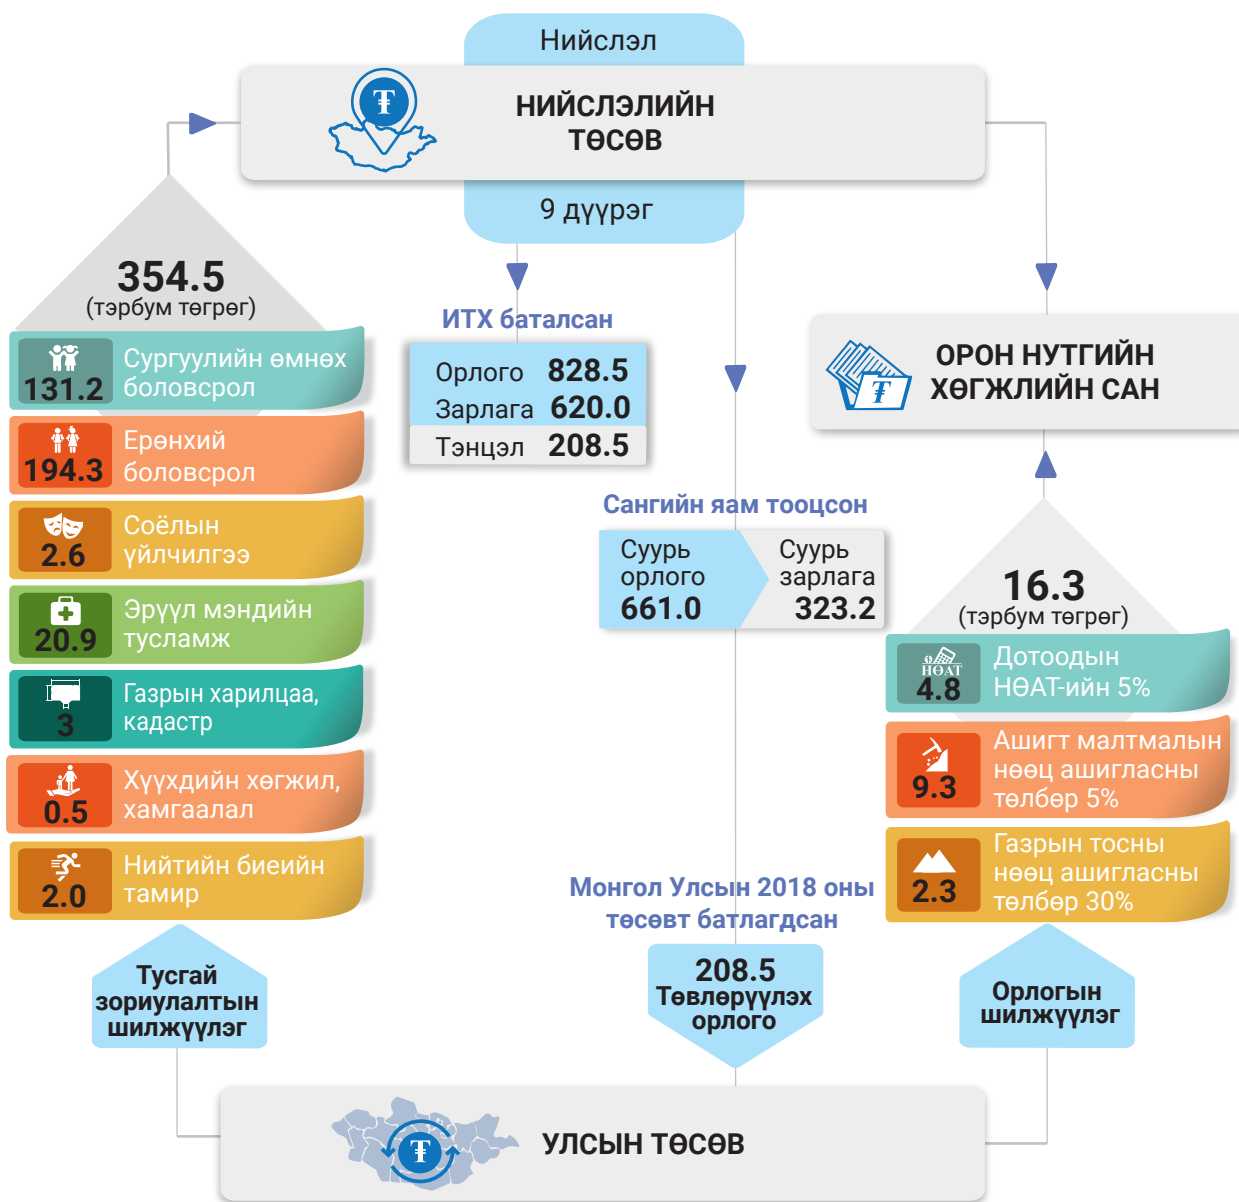 Нийслэл
НИЙСЛЭЛИЙН
ТӨСӨВ
9 дүүрэг
354.5
(тэрбум төгрөг)
131.2
Сургуулийн өмнөх
боловсрол
194.3
Ерөнхий
боловсрол
2.6
Соёлын
үйлчилгээ
20.9
Эрүүл мэндийн
тусламж
3
Газрын харилцаа,
кадастр
0.5
Хүүхдийн хөгжил,
хамгаалал
2.0
Нийтийн биеийн
тамир
Тусгай
зориулалтын
шилжүүлэг
ИТХ баталсан
Орлого 828.5
Зарлага 620.0
Тэнцэл 208.5
Сангийн яам тооцсон
Суурь
орлого
661.0
Суурь
зарлага
323.2
Монгол Улсын 2018 оны
төсөвт батлагдсан
208.5
Төвлөрүүлэх
орлого
ОРОН НУТГИЙН
ХӨГЖЛИЙН САН
16.3
(тэрбум төгрөг)
НӨАТ
4.8
Дотоодын
НӨАТ-ийн 5%
9.3
Ашигт малтмалын
нөөц ашигласны
төлбөр 5%
2.3
Газрын тосны
нөөц ашигласны
төлбөр 30%
Орлогын
шилжүүлэг
УЛСЫН ТӨСӨВ